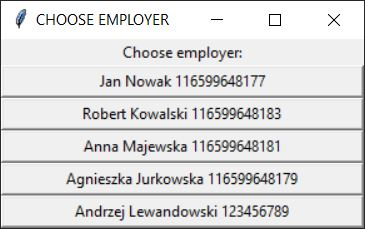 CHOOSE EMPLOYER
Choose employer:
Jan Nowak 116599648177
Robert Kowalski 116599648183
Anna Majewska 116599648181
Agnieszka Jurkowska 116599648179
Andrzej Lewandowski 123456789